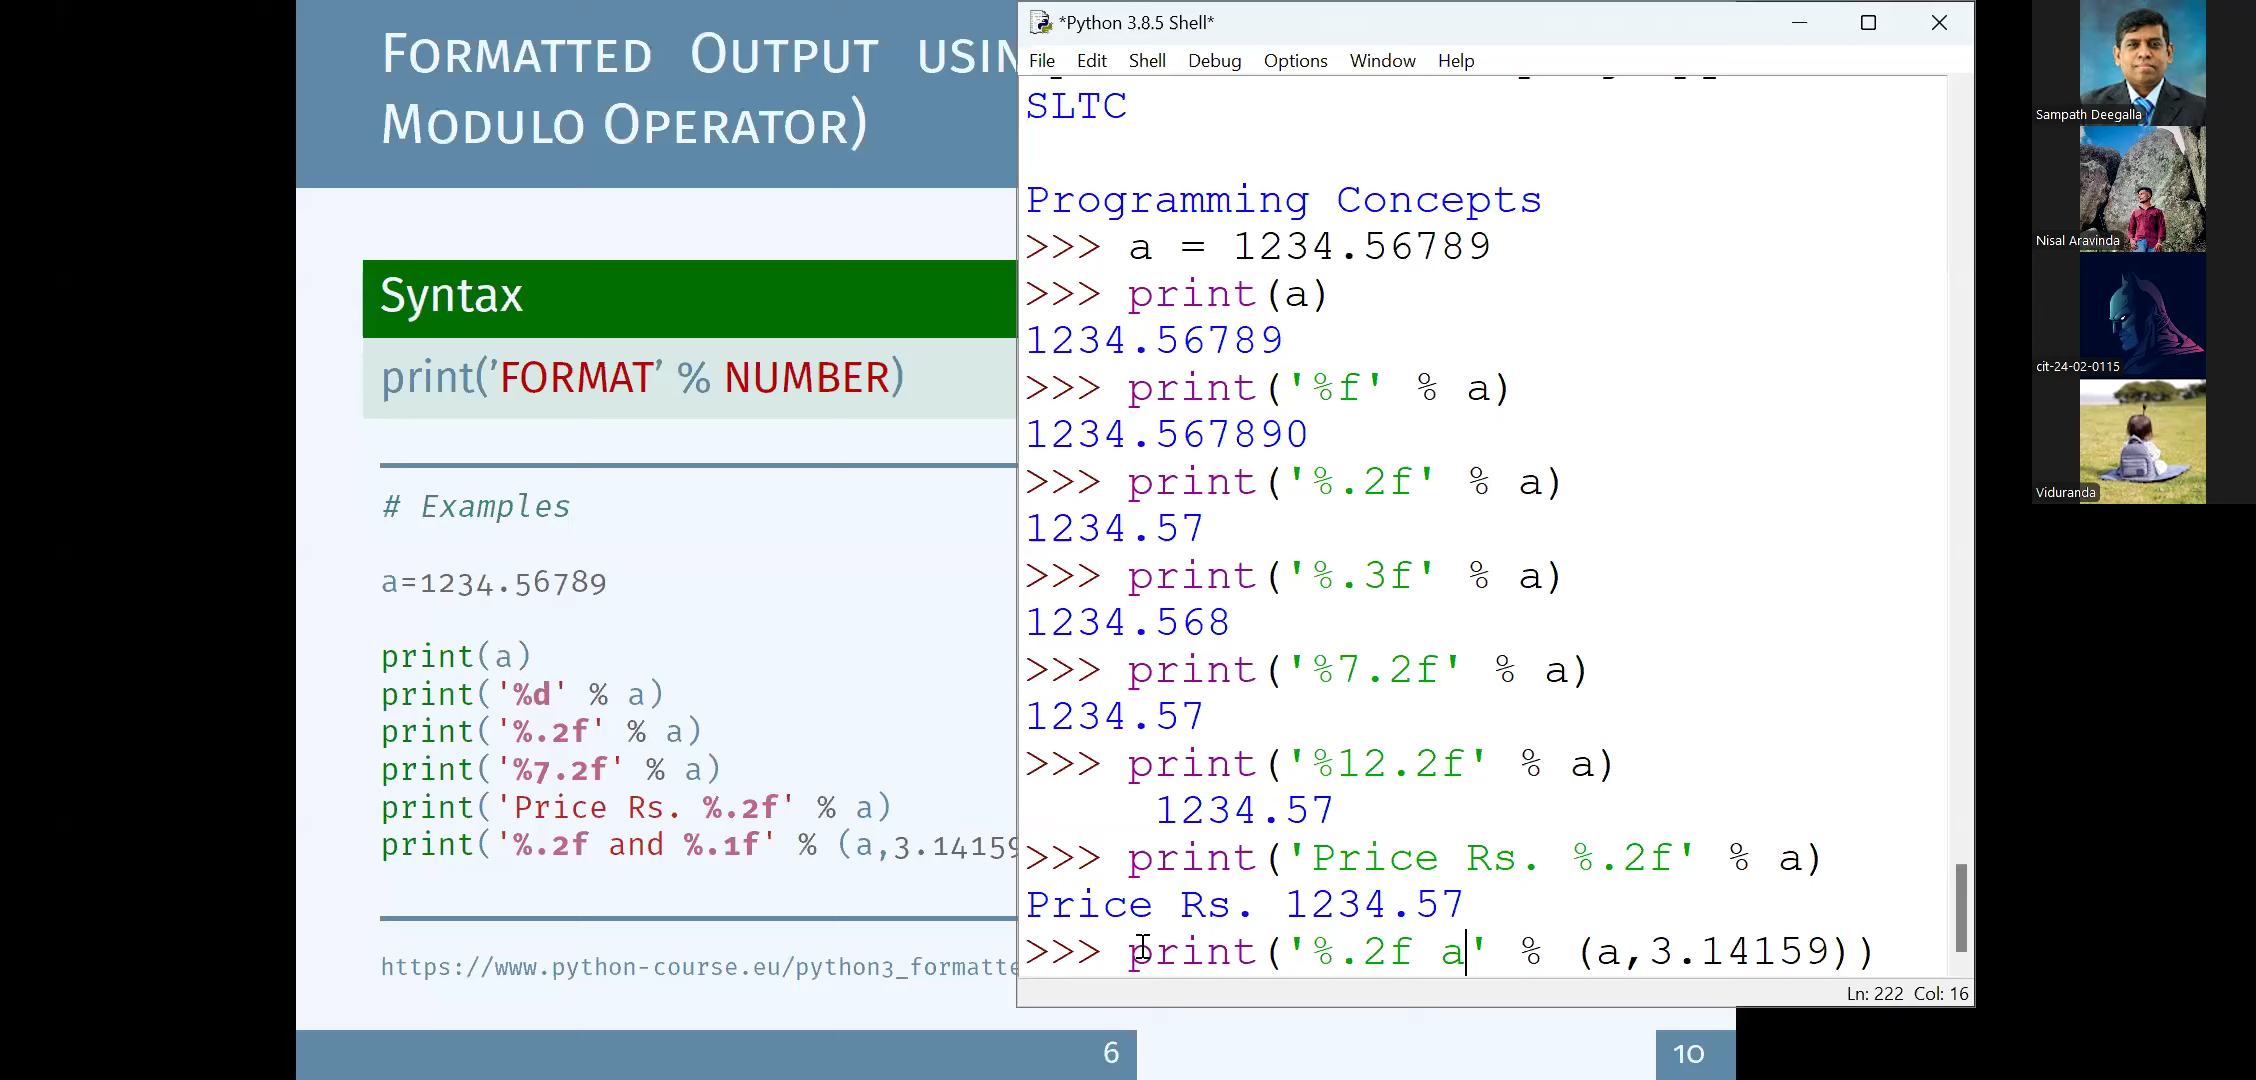 FORMATTED OUTPUT USIN
MODULO OPERATOR)
Syntax
print('FORMAT' % NUMBER)
# Examples
a=1234.56789
print(a)
print('%d' % a)
print('%.2f' % a)
print('%7.2f' % a)
print('Price Rs. %.2f' % a)
print('%.2f and %.1f' % (a,3.14159
https://www.python-course.eu/python3_formatte
6
10
*Python 3.8.5 Shell*
File Edit Shell Debug Options Window Help
SLTC
Programming Concepts
>>> a = 1234.56789
>>> print(a)
1234.56789
>>> print('%f' % a)
1234.567890
>>> print('%.2f' % a)
1234.57
>>> print('%.3f' % a)
1234.568
>>> print('%7.2f' % a)
1234.57
>>> print('%12.2f' % a)
     1234.57
>>> print('Price Rs. %.2f' % a)
Price Rs. 1234.57
>>> print('%.2f a' % (a,3.14159))
Ln: 222 Col: 16
Sampath Deegalla
Nisal Aravinda
cit-24-02-0115
Viduranda